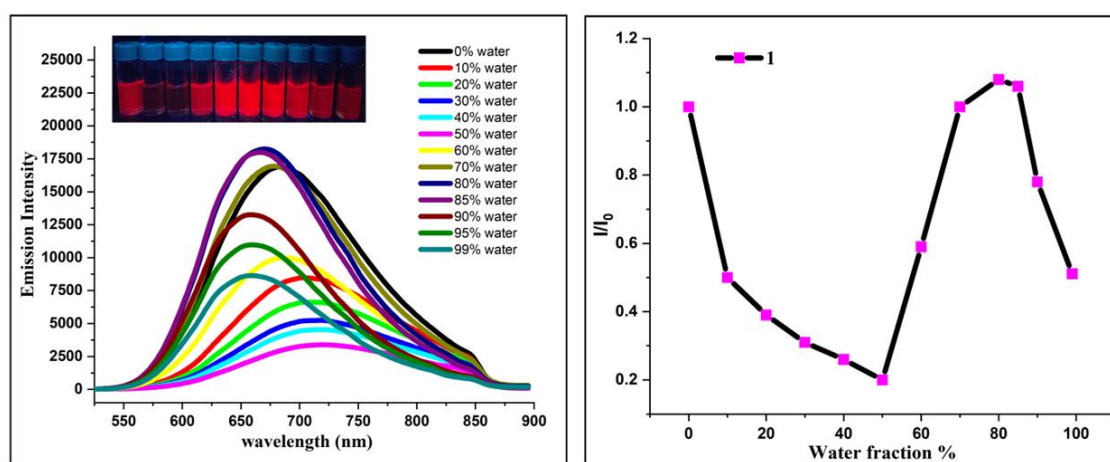 25000
22500
20000
17500
15000
12500
10000
7500
5000
2500
0
Emission Intensity
550 600 650 700 750 800 850 900
wavelength (nm)
0% water
10% water
20% water
30% water
40% water
50% water
60% water
70% water
80% water
85% water
90% water
95% water
99% water
1.2
1.0
0.8
0.6
0.4
0.2
I/I0
0 20 40 60 80 100
Water fraction %
1